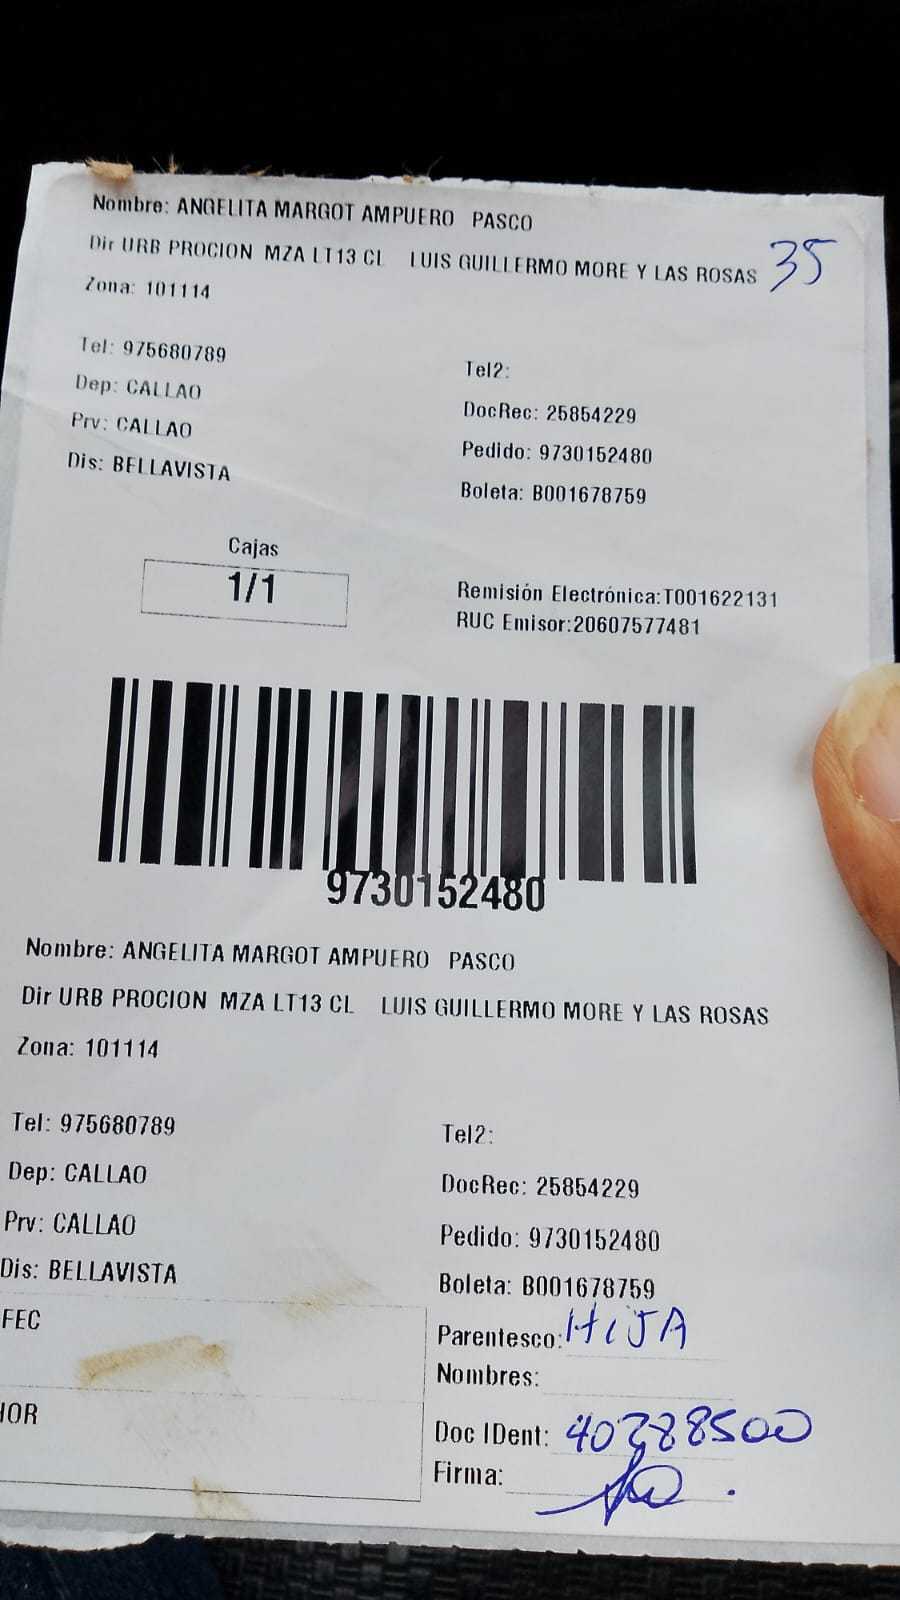 Nombre: ANGELITA MARGOT AMPUERO PASCO
Dir URB PROCION MZA LT13 CL LUIS GUILLERMO MORE Y LAS ROSAS 35
Zona: 101114
Tel: 975680789
Tel2:
Dep: CALLAO
DocRec: 25854229
Prv: CALLAO
Pedido: 9730152480
Dis: BELLAVISTA
Boleta: B001678759
Cajas
1/1
Remisión Electrónica:T001622131
RUC Emisor:20607577481
9730152480
Nombre: ANGELITA MARGOT AMPUERO PASCO
Dir URB PROCION MZA LT13 CL LUIS GUILLERMO MORE Y LAS ROSAS
Zona: 101114
Tel: 975680789
Tel2:
Dep: CALLAO
DocRec: 25854229
Prv: CALLAO
Pedido: 9730152480
Dis: BELLAVISTA
Boleta: B001678759
FEC
Parentesco: HIJA
Nombres:
HOR
Doc IDent: 40288500
Firma: